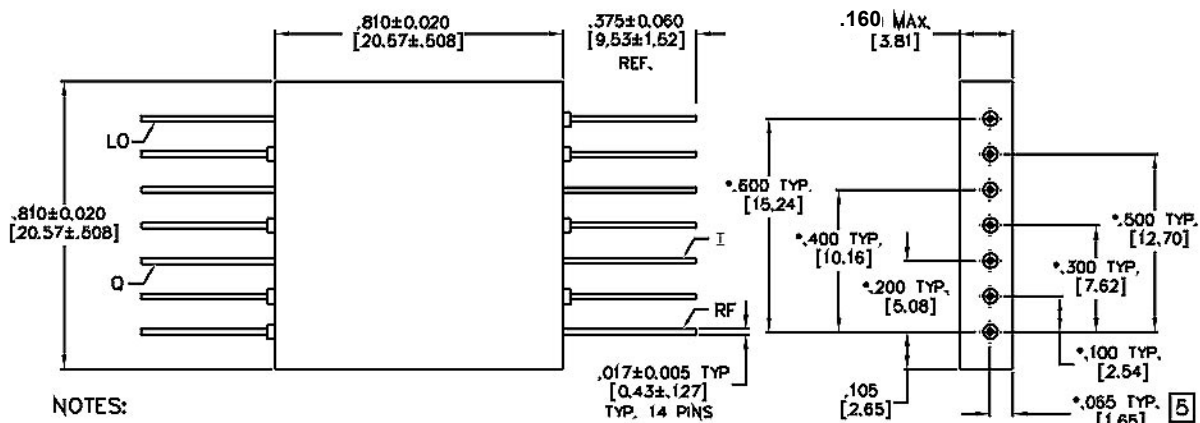 .810±0.020
[20.57±.508]
.375±0.060
[9.53±1.52]
REF.
.160 MAX.
[3.81]
LO
.810±0.020
[20.57±.508]
Q
I
RF
.017±0.005 TYP
[0.43±.127]
TYP. 14 PINS
*.600 TYP.
[15.24]
*.400 TYP.
[10.16]
*.200 TYP.
[5.08]
.105
[2.65]
*.500 TYP.
[12.70]
*.300 TYP.
[7.62]
*.100 TYP.
[2.54]
*.065 TYP. 5
[1.65]
NOTES: